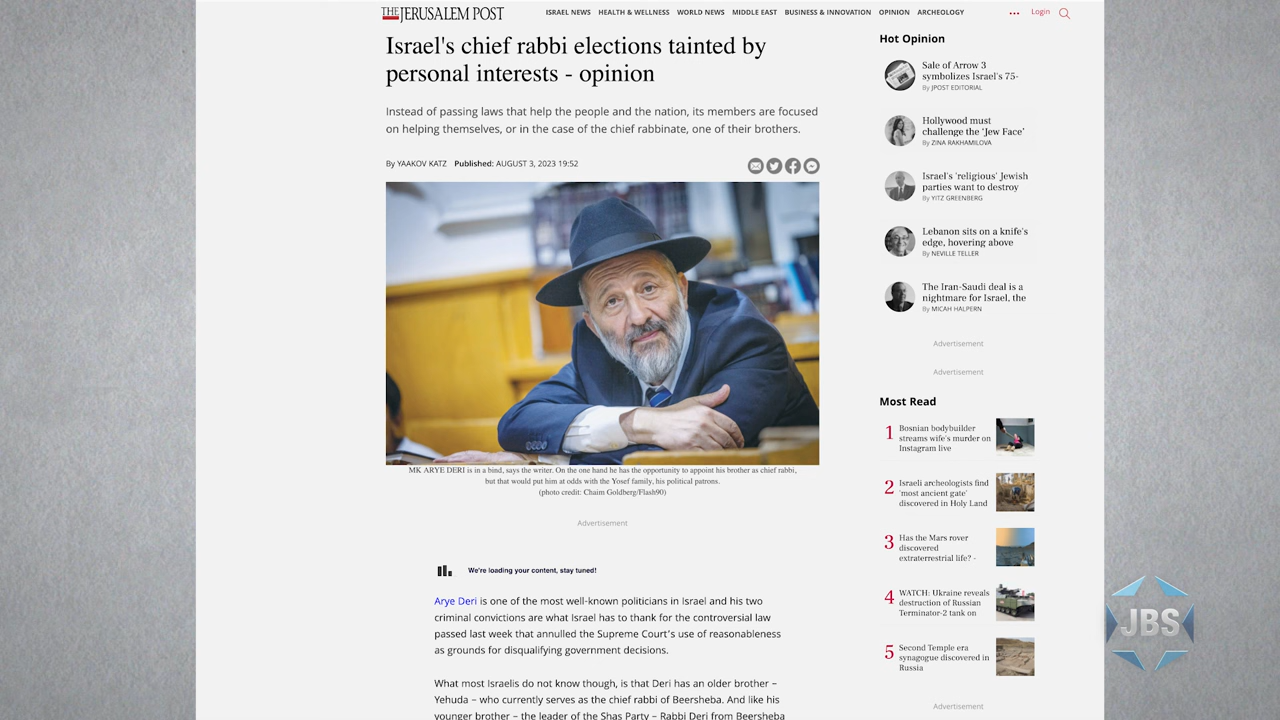 THE JERUSALEM POST
ISRAEL NEWS HEALTH & WELLNESS WORLD NEWS MIDDLE EAST BUSINESS & INNOVATION OPINION ARCHEOLOGY
... Login
Israel's chief rabbi elections tainted by
personal interests - opinion
Instead of passing laws that help the people and the nation, its members are focused
on helping themselves, or in the case of the chief rabbinate, one of their brothers.
By YAAKOV KATZ Published: AUGUST 3, 2023 19:52
MK ARYE DERI is in a bind, says the writer. On the one hand he has the opportunity to appoint his brother as chief rabbi,
but that would put him at odds with the Yosef family, his political patrons.
(photo credit: Chaim Goldberg/Flash90)
Advertisement
We're loading your content, stay tuned!
Arye Deri is one of the most well-known politicians in Israel and his two
criminal convictions are what Israel has to thank for the controversial law
passed last week that annulled the Supreme Court's use of reasonableness
as grounds for disqualifying government decisions.
What most Israelis do not know though, is that Deri has an older brother –
Yehuda – who currently serves as the chief rabbi of Beersheba. And like his
younger brother – the leader of the Shas Party – Rabbi Deri from Beersheba
Hot Opinion
Sale of Arrow 3
symbolizes Israel's 75-
By JPOST EDITORIAL
Hollywood must
challenge the 'Jew Face'
By ZINA RAKHAMILOVA
Israel's 'religious' Jewish
parties want to destroy
By YITZ GREENBERG
Lebanon sits on a knife's
edge, hovering above
By NEVILLE TELLER
The Iran-Saudi deal is a
nightmare for Israel, the
By MICAH HALPERN
Advertisement
Advertisement
Most Read
1 Bosnian bodybuilder
streams wife's murder on
Instagram live
2 Israeli archeologists find
'most ancient gate'
discovered in Holy Land
3 Has the Mars rover
discovered
extraterrestrial life? -
4 WATCH: Ukraine reveals
destruction of Russian
Terminator-2 tank on
5 Second Temple era
synagogue discovered in
Russia
Advertisement
JBS